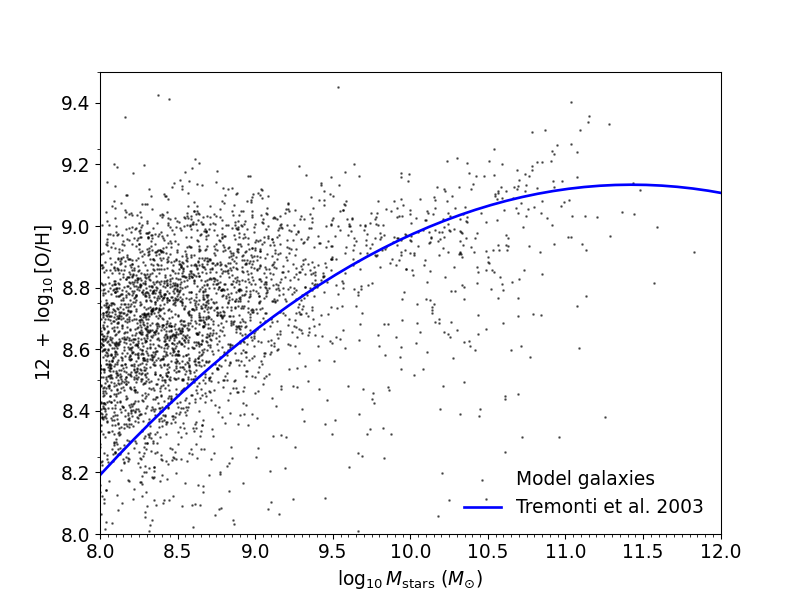 9.4
9.2
9.0
8.8
8.6
8.4
8.2
8.0
12 + log₁₀ [O/H]
Model galaxies
Tremonti et al. 2003
8.0 8.5 9.0 9.5 10.0 10.5 11.0 11.5 12.0
log₁₀ M_stars (M_⊙)